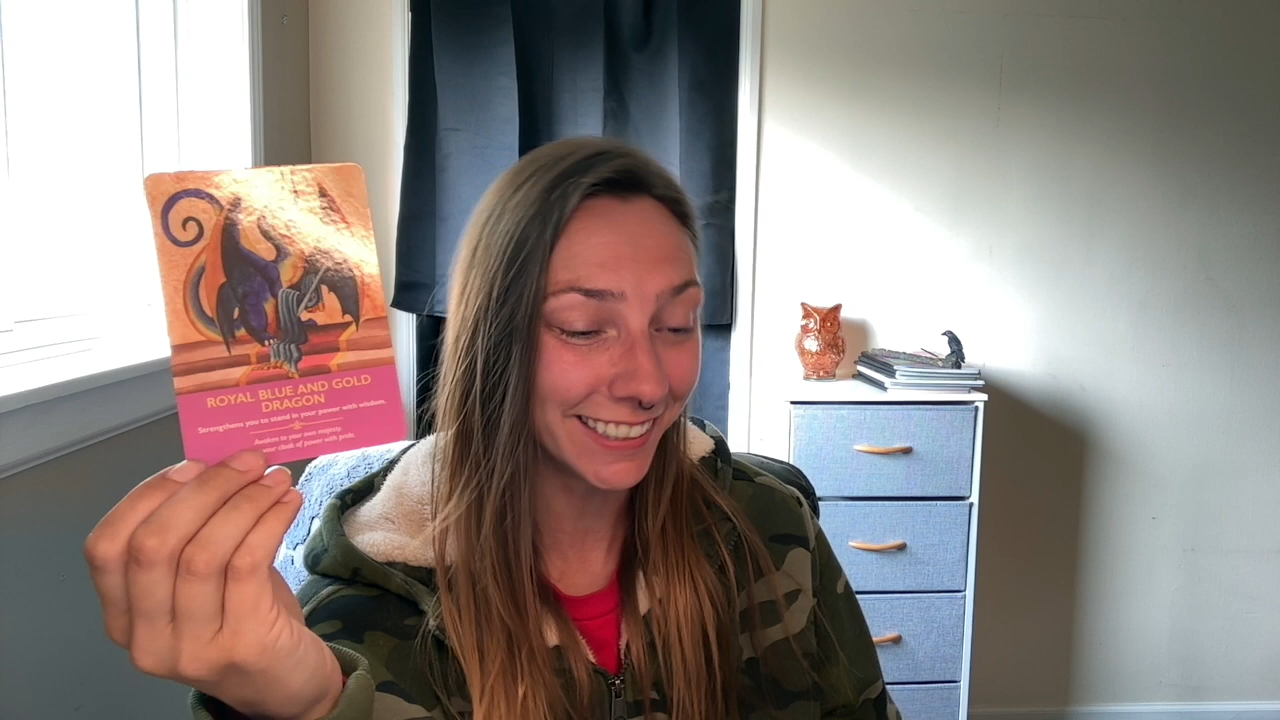 ROYAL BLUE AND GOLD
DRAGON
Strengthens you to stand in your power with wisdom.
Awaken to your own majesty,
your cloak of power with pride.